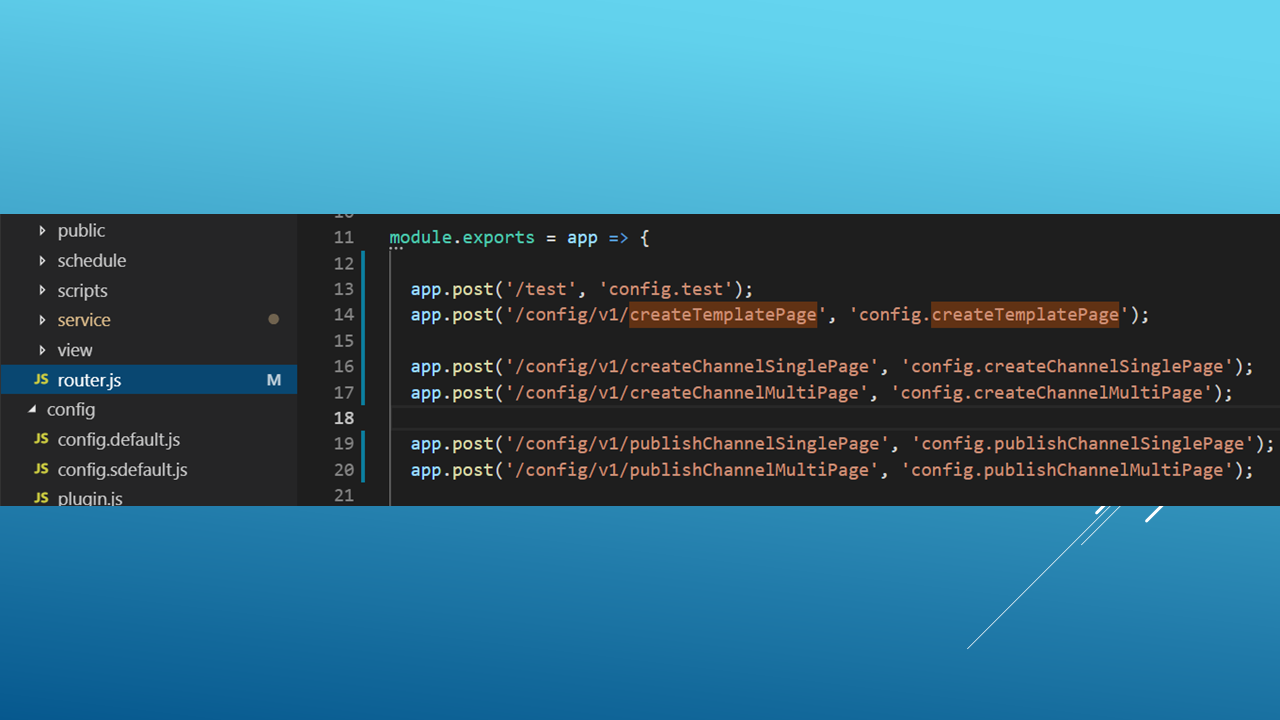 public
schedule
scripts
service
view
JS router.js M
config
JS config.default.js
JS config.sdefault.js
JS plugin.js
10
11 module.exports = app => {
12
13 app.post('/test', 'config.test');
14 app.post('/config/v1/createTemplatePage', 'config.createTemplatePage');
15
16 app.post('/config/v1/createChannelSinglePage', 'config.createChannelSinglePage');
17 app.post('/config/v1/createChannelMultiPage', 'config.createChannelMultiPage');
18
19 app.post('/config/v1/publishChannelSinglePage', 'config.publishChannelSinglePage');
20 app.post('/config/v1/publishChannelMultiPage', 'config.publishChannelMultiPage');
21